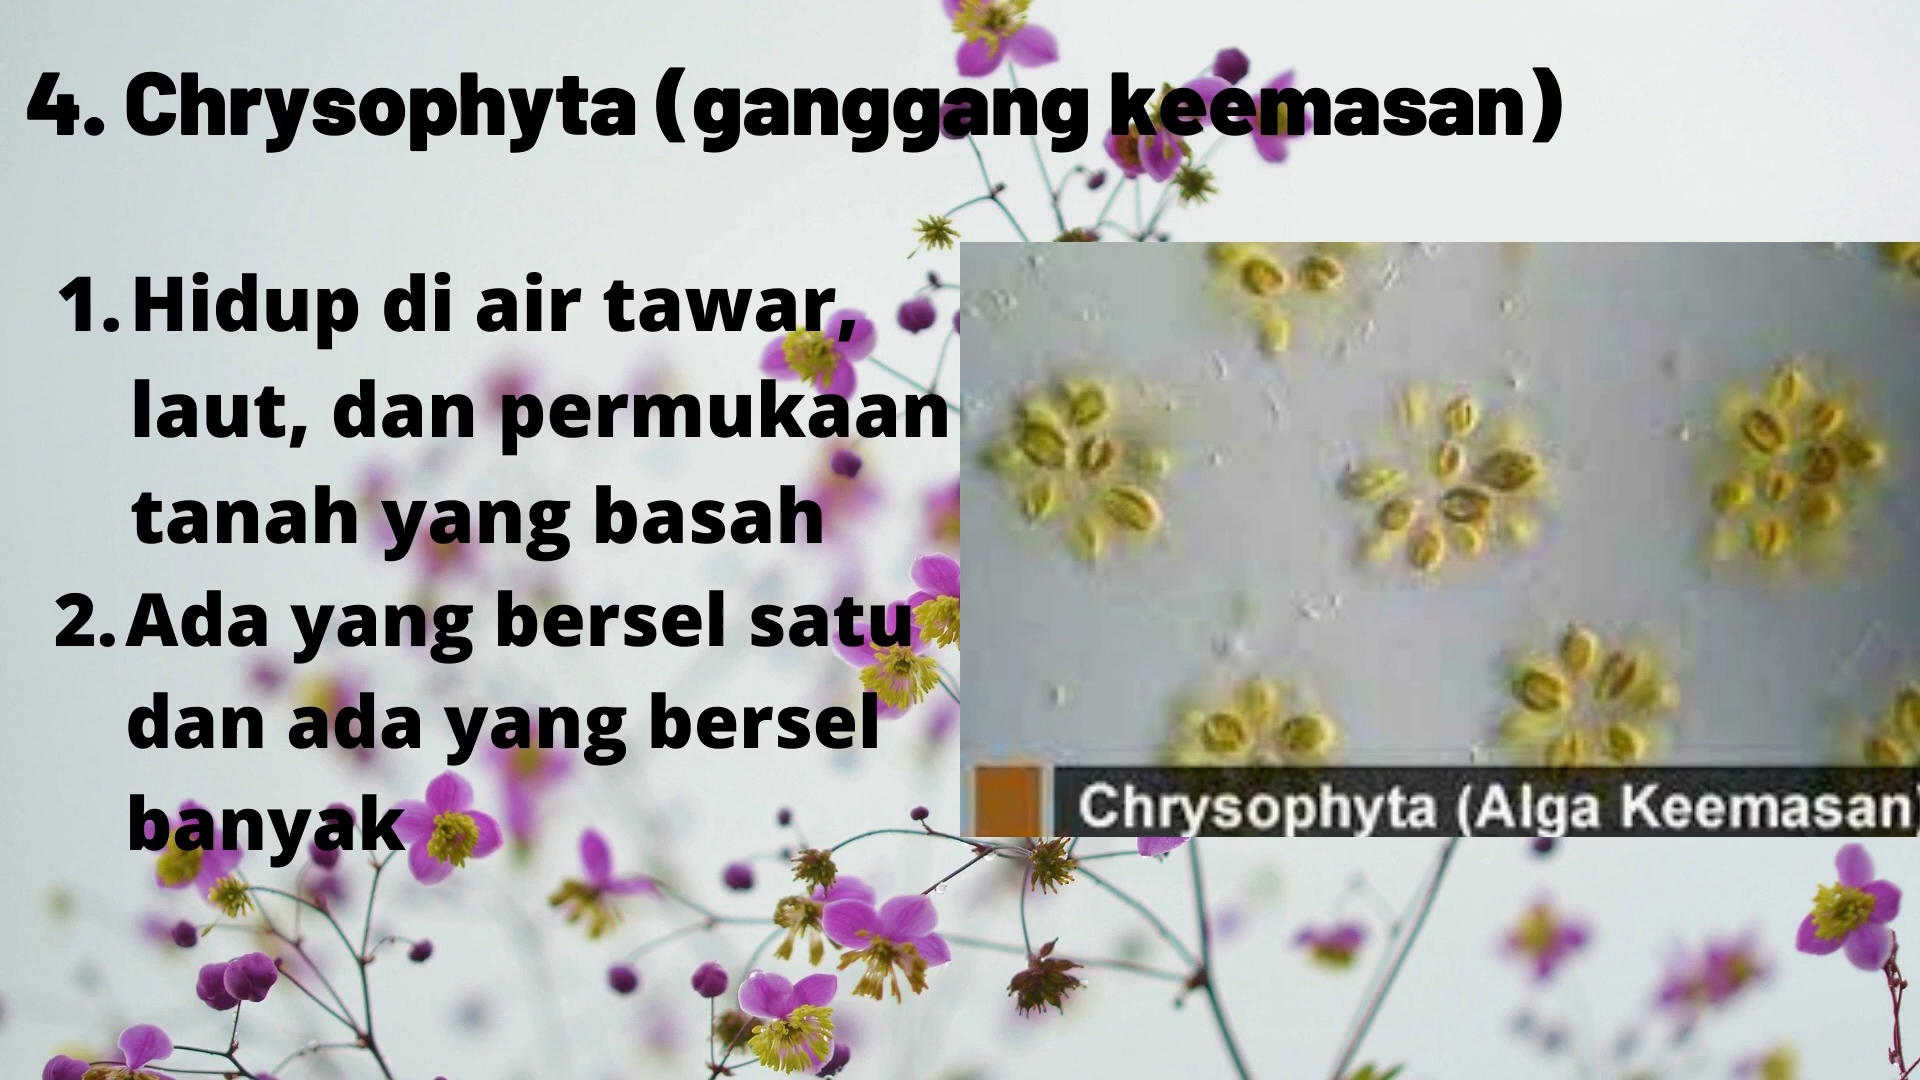 4. Chrysophyta (ganggang keemasan)
1. Hidup di air tawar,
laut, dan permukaan
tanah yang basah
2. Ada yang bersel satu
dan ada yang bersel
banyak
Chrysophyta (Alga Keemasan)